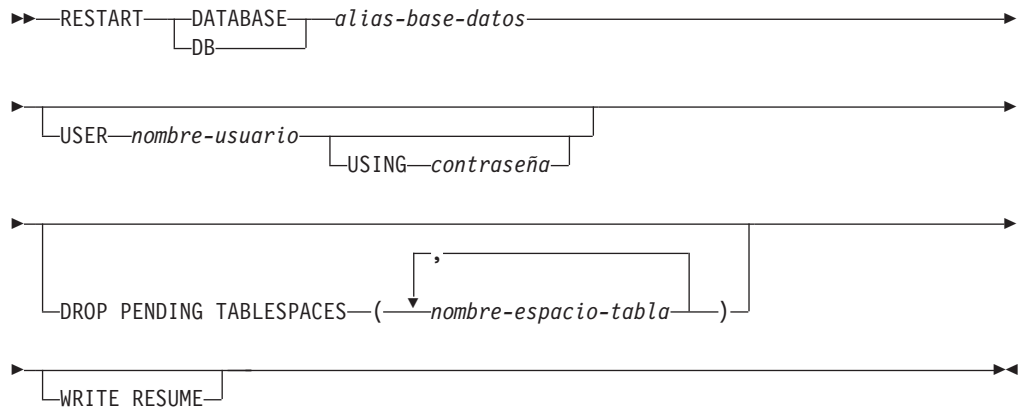 RESTART DATABASE alias-base-datos
DB
USER nombre-usuario
USING contraseña
,
DROP PENDING TABLESPACES ( nombre-espacio-tabla )
WRITE RESUME